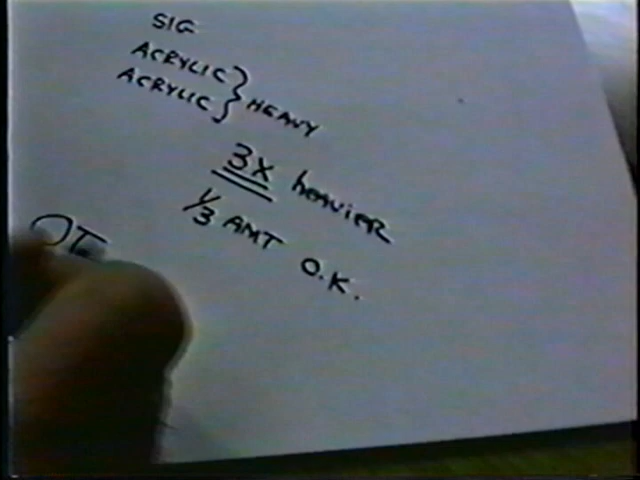 SIG
ACRYLIC
ACRYLIC } HEAVY
3X heavier
1/3 AMT O.K.